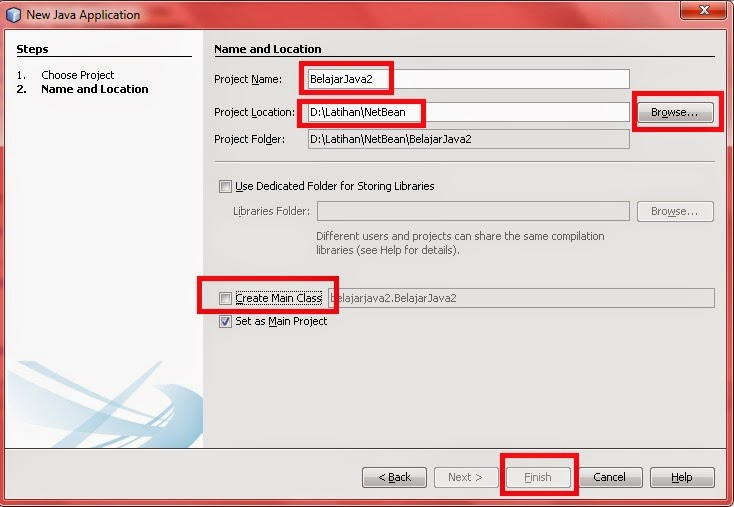 New Java Application
Steps
1. Choose Project
2. Name and Location
Name and Location
Project Name: BelajarJava2
Project Location: D:\Latihan\NetBean Browse...
Project Folder: D:\Latihan\NetBean\BelajarJava2
Use Dedicated Folder for Storing Libraries
Libraries Folder: Browse...
Different users and projects can share the same compilation
libraries (see Help for details).
Create Main Class belajarjava2.BelajarJava2
Set as Main Project
< Back Next > Finish Cancel Help